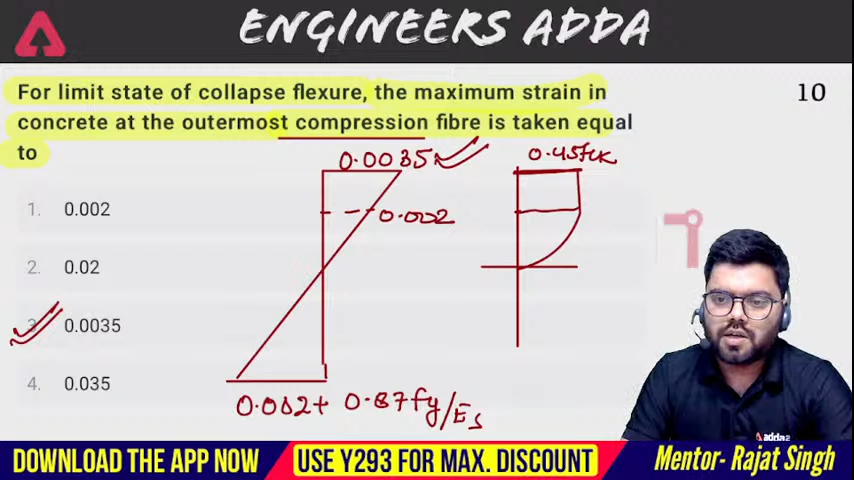 ENGINEERS ADDA
For limit state of collapse flexure, the maximum strain in
concrete at the outermost compression fibre is taken equal
to
10
0.0035
0.45fck
0.002
1. 0.002
2. 0.02
3. 0.0035
4. 0.035
0.002+ 0.87fy/Es
adda247
DOWNLOAD THE APP NOW
USE Y293 FOR MAX. DISCOUNT
Mentor- Rajat Singh